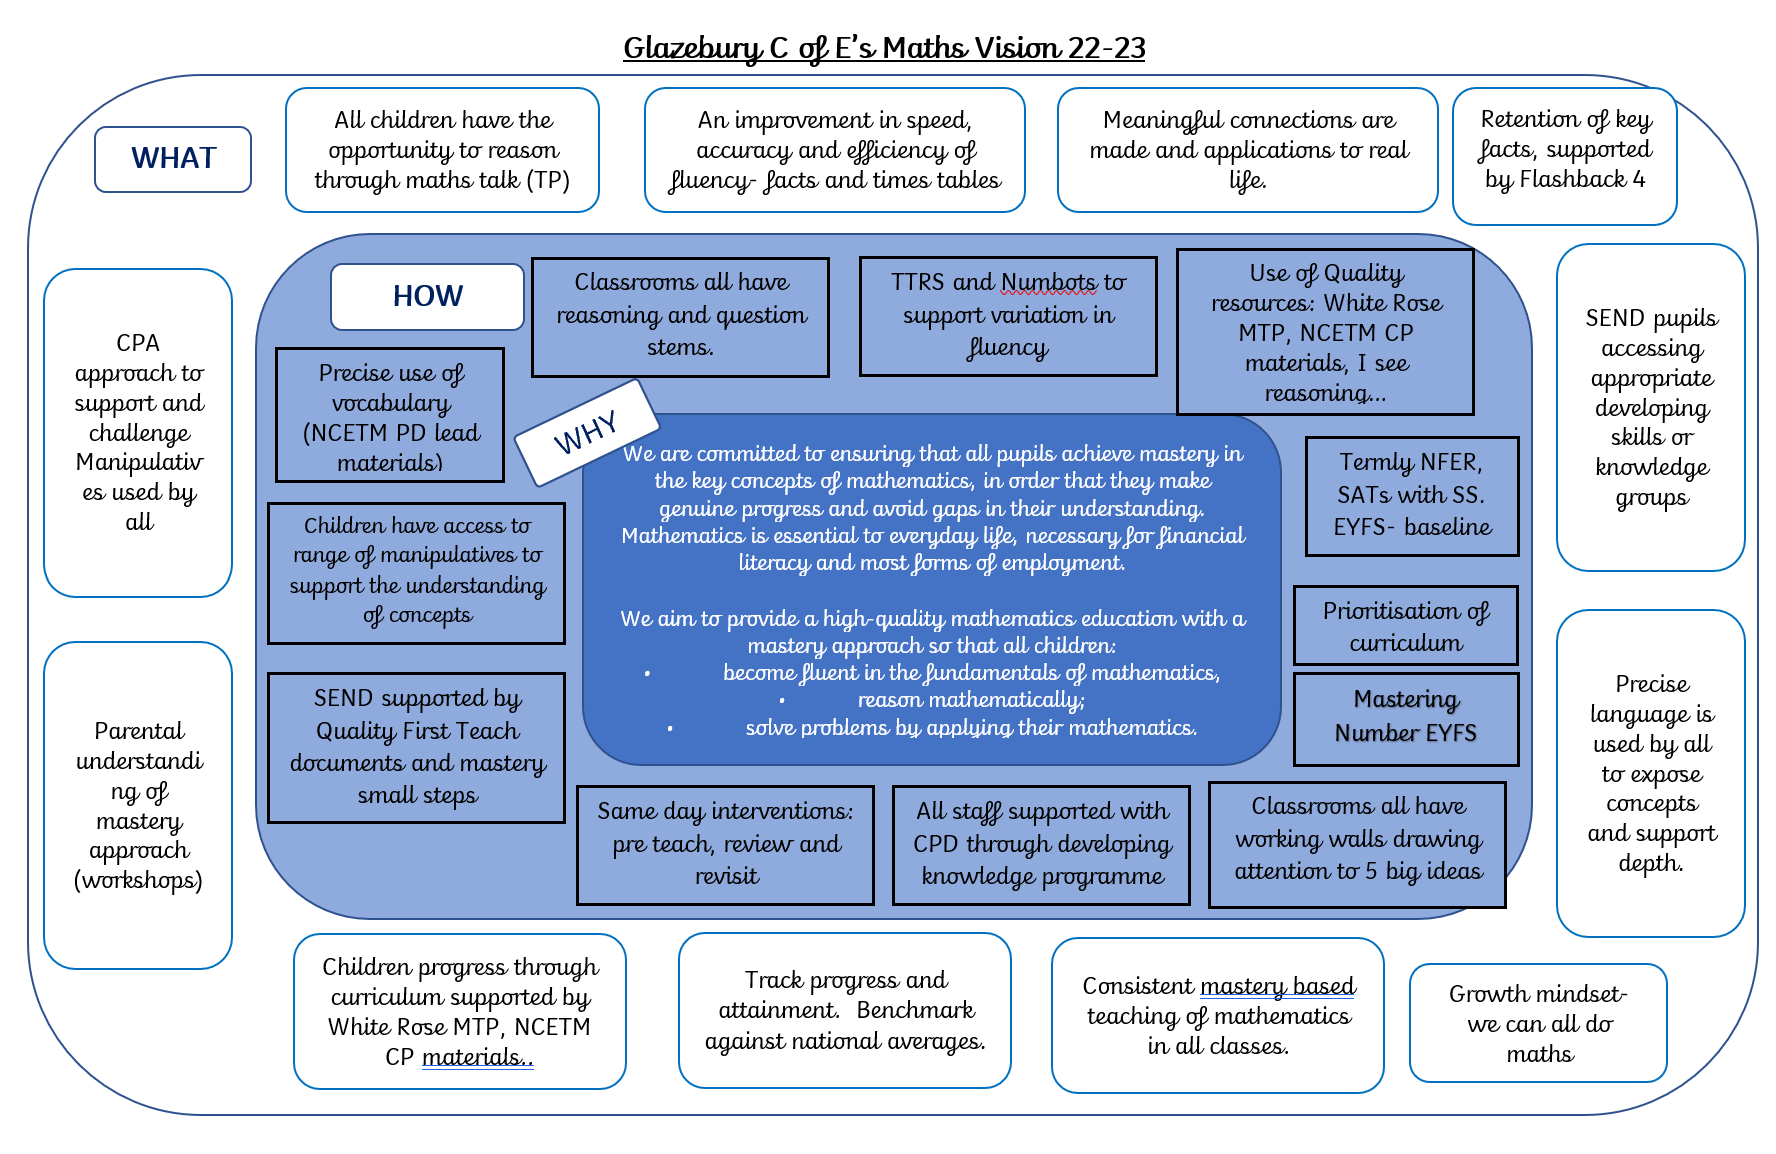 Glazebury C of E's Maths Vision 22-23
WHAT
All children have the
opportunity to reason
through maths talk (TP)
An improvement in speed,
accuracy and efficiency of
fluency- facts and times tables
Meaningful connections are
made and applications to real
life.
Retention of key
facts, supported
by Flashback 4
CPA
approach to
support and
challenge
Manipulativ
es used by
all
Parental
understandi
ng of
mastery
approach
(workshops)
HOW
Classrooms all have
reasoning and question
stems.
TTRS and Numbots to
support variation in
fluency
Use of Quality
resources: White Rose
MTP, NCETM CP
materials, I see
reasoning...
Precise use of
vocabulary
(NCETM PD lead
materials)
Children have access to
range of manipulatives to
support the understanding
of concepts
SEND supported by
Quality First Teach
documents and mastery
small steps
WHY
We are committed to ensuring that all pupils achieve mastery in
the key concepts of mathematics, in order that they make
genuine progress and avoid gaps in their understanding.
Mathematics is essential to everyday life, necessary for financial
literacy and most forms of employment.
We aim to provide a high-quality mathematics education with a
mastery approach so that all children:
• become fluent in the fundamentals of mathematics,
• reason mathematically;
• solve problems by applying their mathematics.
Termly NFER,
SATs with SS.
EYFS- baseline
Prioritisation of
curriculum
Mastering
Number EYFS
Same day interventions:
pre teach, review and
revisit
All staff supported with
CPD through developing
knowledge programme
Classrooms all have
working walls drawing
attention to 5 big ideas
SEND pupils
accessing
appropriate
developing
skills or
knowledge
groups
Precise
language is
used by all
to expose
concepts
and support
depth.
Children progress through
curriculum supported by
White Rose MTP, NCETM
CP materials..
Track progress and
attainment.  Benchmark
against national averages.
Consistent mastery based
teaching of mathematics
in all classes.
Growth mindset-
we can all do
maths